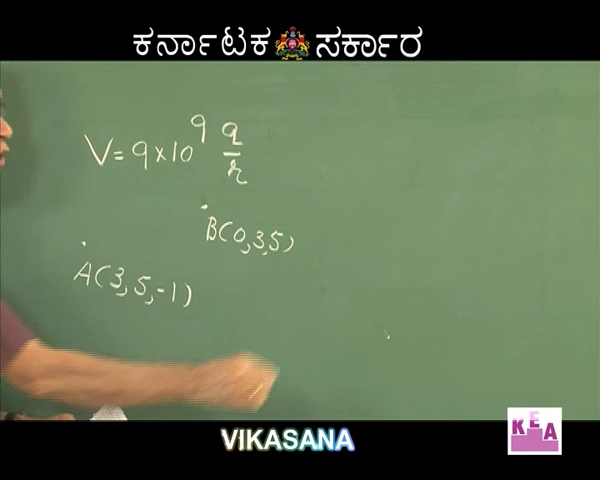 ಕರ್ನಾಟಕ ಸರ್ಕಾರ
V = 9 × 10⁹ q/r
B(0,3,5)
A(3,5,-1)
VIKASANA
KEA